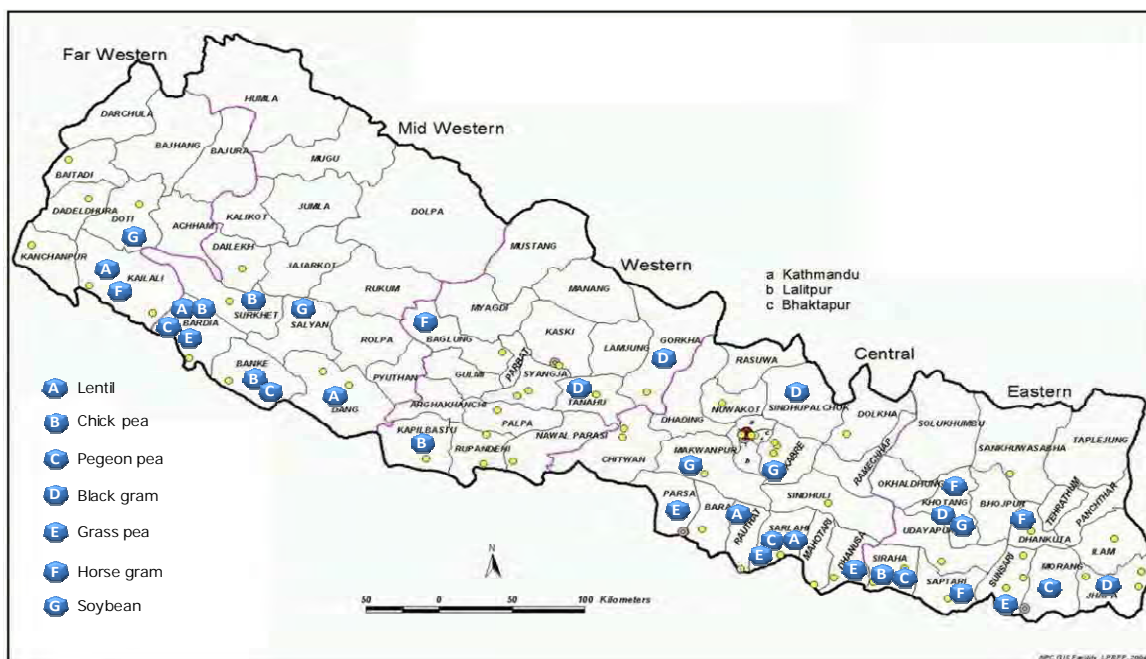 Far Western
HUMLA
DARCHULA
Mid Western
BAJHANG
BAJURA
MUGU
BAITADI
JUMLA
DOLPA
DADELDHURA
DOTI
ACHHAM
KALIKOT
MUSTANG
G
DAILEKH
KANCHANPUR
JAJARKOT
Western
a Kathmandu
b Lalitpur
c Bhaktapur
A
KAILALI
F
RUKUM
MYAGDI
MANANG
A B
BARDIA
B
SURKHET
G
SALYAN
F
BAGLUNG
KASKI
LAMJUNG
GORKHA
C
E
ROLPA
PARBAT
D
RASUWA
Central
BANKE
PYUTHAN
GULMI
SYANGJA
Eastern
B
C
A
DANG
ARGHAKHANCHI
D
TANAHU
NUWAKOT
D
SINDHUPALCHOK
DOLKHA
SOLUKHUMBU
KAPILBASTU
PALPA
DHADING
SANKHUWASABHA
TAPLEJUNG
B
RUPANDEHI
NAWAL PARASI
CHITWAN
G
MAKWANPUR
G
KABRE
RAMECHHAP
OKHALDHUNG
F
KHOTANG
BHOJPUR
TEHRATHUM
PANCHTHAR
PARSA
E
BARA
A
RAUTHAT
SINDHULI
D
G
UDAYAPUR
F
DHANKUTA
SARLAHI
C A
E
MAHOTARI
DHANUSA
E
SIRAHA
B C
SAPTARI
F
SUNSARI
E
MORANG
C
ILAM
D
JHAPA
A Lentil
B Chick pea
C Pegeon pea
D Black gram
E Grass pea
F Horse gram
G Soybean
N
50 0 50 100 Kilometers